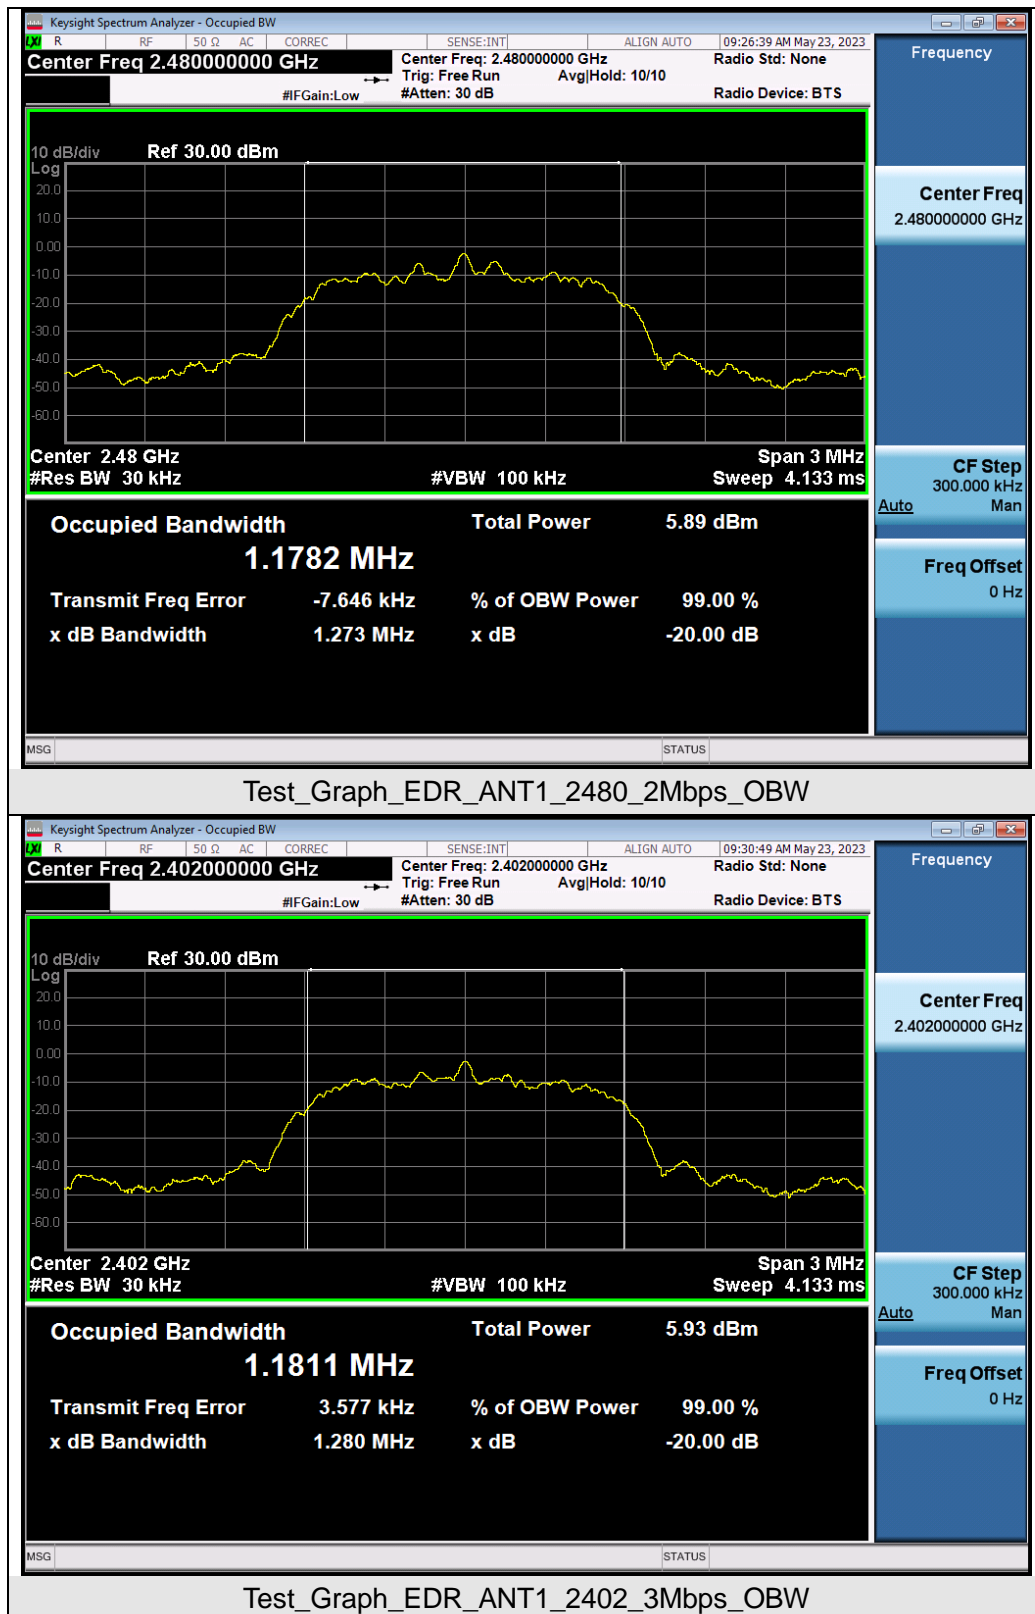 Keysight Spectrum Analyzer - Occupied BW
LXI R RF 50 Ω AC CORREC SENSE:INT ALIGN AUTO 09:26:39 AM May 23, 2023
Center Freq 2.480000000 GHz
Center Freq: 2.480000000 GHz
Radio Std: None
Trig: Free Run Avg|Hold: 10/10
#IFGain:Low
#Atten: 30 dB
Radio Device: BTS
Frequency
10 dB/div Ref 30.00 dBm
Log
20.0
10.0
0.00
-10.0
-20.0
-30.0
-40.0
-50.0
-60.0
Center 2.48 GHz
Span 3 MHz
#Res BW 30 kHz
#VBW 100 kHz
Sweep 4.133 ms
Center Freq
2.480000000 GHz
CF Step
300.000 kHz
Auto Man
Freq Offset
0 Hz
Occupied Bandwidth
Total Power 5.89 dBm
1.1782 MHz
Transmit Freq Error -7.646 kHz
% of OBW Power 99.00 %
x dB Bandwidth 1.273 MHz
x dB -20.00 dB
MSG STATUS
Test_Graph_EDR_ANT1_2480_2Mbps_OBW
Keysight Spectrum Analyzer - Occupied BW
LXI R RF 50 Ω AC CORREC SENSE:INT ALIGN AUTO 09:30:49 AM May 23, 2023
Center Freq 2.402000000 GHz
Center Freq: 2.402000000 GHz
Radio Std: None
Trig: Free Run Avg|Hold: 10/10
#IFGain:Low
#Atten: 30 dB
Radio Device: BTS
Frequency
10 dB/div Ref 30.00 dBm
Log
20.0
10.0
0.00
-10.0
-20.0
-30.0
-40.0
-50.0
-60.0
Center 2.402 GHz
Span 3 MHz
#Res BW 30 kHz
#VBW 100 kHz
Sweep 4.133 ms
Center Freq
2.402000000 GHz
CF Step
300.000 kHz
Auto Man
Freq Offset
0 Hz
Occupied Bandwidth
Total Power 5.93 dBm
1.1811 MHz
Transmit Freq Error 3.577 kHz
% of OBW Power 99.00 %
x dB Bandwidth 1.280 MHz
x dB -20.00 dB
MSG STATUS
Test_Graph_EDR_ANT1_2402_3Mbps_OBW